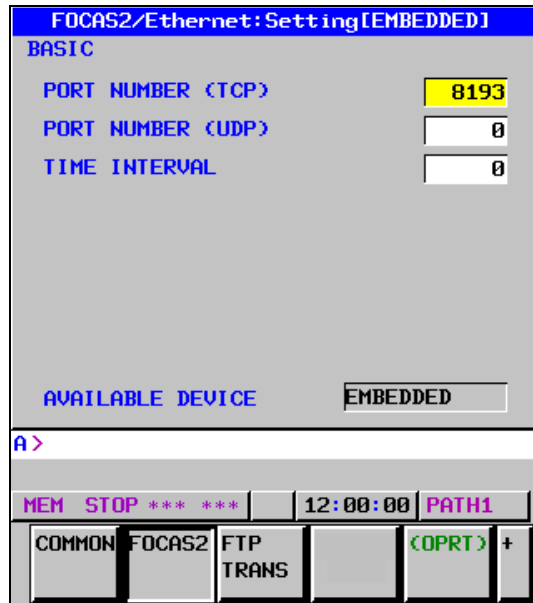 FOCAS2/Ethernet:Setting[EMBEDDED]
BASIC
PORT NUMBER (TCP) 8193
PORT NUMBER (UDP) 0
TIME INTERVAL 0
AVAILABLE DEVICE EMBEDDED
A>
MEM STOP *** *** 12:00:00 PATH1
COMMON FOCAS2 FTP TRANS (OPRT) +